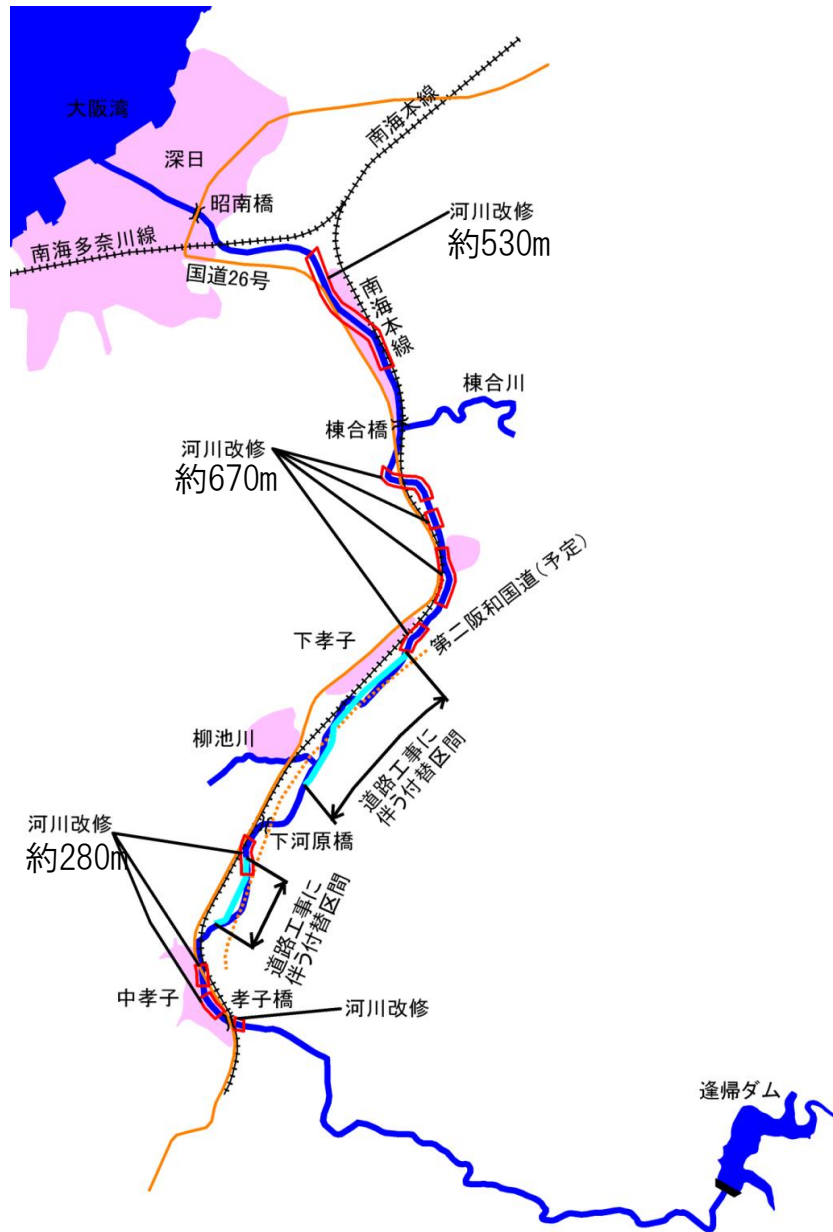 大阪湾
深日
昭南橋
南海本線
南海多奈川線
国道26号
河川改修
約530m
南海本線
棟合川
棟合橋
河川改修
約670m
第二阪和国道(予定)
下孝子
柳池川
道路工事に
伴う付替区間
河川改修
約280m
下河原橋
道路工事に
伴う付替区間
中孝子
孝子橋
河川改修
逢帰ダム